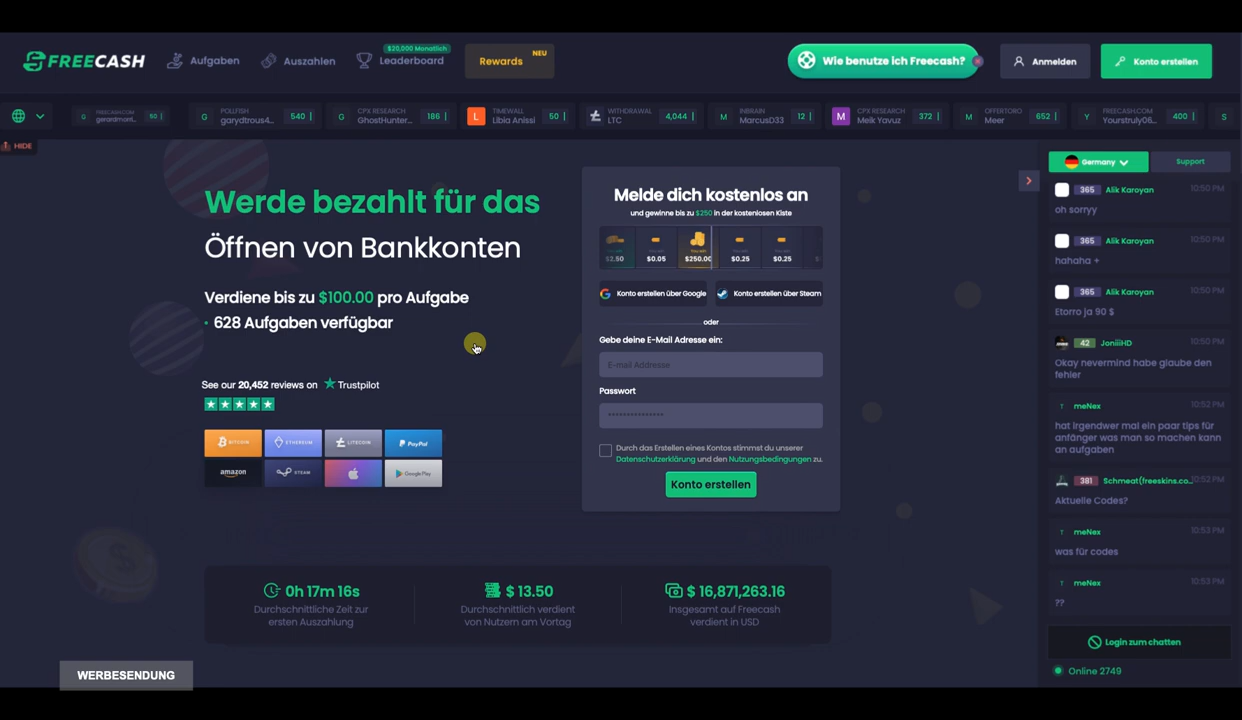 FREECASH
Aufgaben
Auszahlen
$20,000 Monatlich
Leaderboard
Rewards
NEU
Wie benutze ich Freecash?
Anmelden
Konto erstellen
G
FREECASH.COM
gerardmont...
50
G
POLLFISH
garydtrous4...
540
G
CPX RESEARCH
GhostHunter...
186
L
TIMEWALL
Libia Anissi
50
WITHDRAWAL
LTC
4,044
M
INBRAIN
MarcusD33
12
M
CPX RESEARCH
Meik Yavuz
372
M
OFFERTORO
Meer
652
Y
FREECASH.COM
Yourstruly06...
400
S
HIDE
Werde bezahlt für das
Öffnen von Bankkonten
Verdiene bis zu $100.00 pro Aufgabe
• 628 Aufgaben verfügbar
See our 20,452 reviews on Trustpilot
BITCOIN
ETHEREUM
LITECOIN
PayPal
amazon
STEAM
Google Play
Melde dich kostenlos an
und gewinne bis zu $250 in der kostenlosen Kiste
$2.50
$0.05
$250.00
$0.25
$0.25
Konto erstellen über Google
Konto erstellen über Steam
oder
Gebe deine E-Mail Adresse ein:
E-mail Addresse
Passwort
Durch das Erstellen eines Kontos stimmst du unserer
Datenschutzerklärung und den Nutzungsbedingungen zu.
Konto erstellen
0h 17m 16s
Durchschnittliche Zeit zur
ersten Auszahlung
$ 13.50
Durchschnittlich verdient
von Nutzern am Vortag
$ 16,871,263.16
Insgesamt auf Freecash
verdient in USD
WERBESENDUNG
Germany
Support
365 Alik Karoyan 10:50 PM
oh sorryy
365 Alik Karoyan 10:50 PM
hahaha +
365 Alik Karoyan 10:50 PM
Etorro ja 90 $
42 JoniiiHD 10:50 PM
Okay nevermind habe glaube den
fehler
T meNex 10:53 PM
hat irgendwer mal ein paar tips für
anfänger was man so machen kann
an aufgaben
381 Schmeat(freeskins.co... 10:52 PM
Aktuelle Codes?
T meNex 10:53 PM
was für codes
T meNex 10:53 PM
??
Login zum chatten
Online 2749